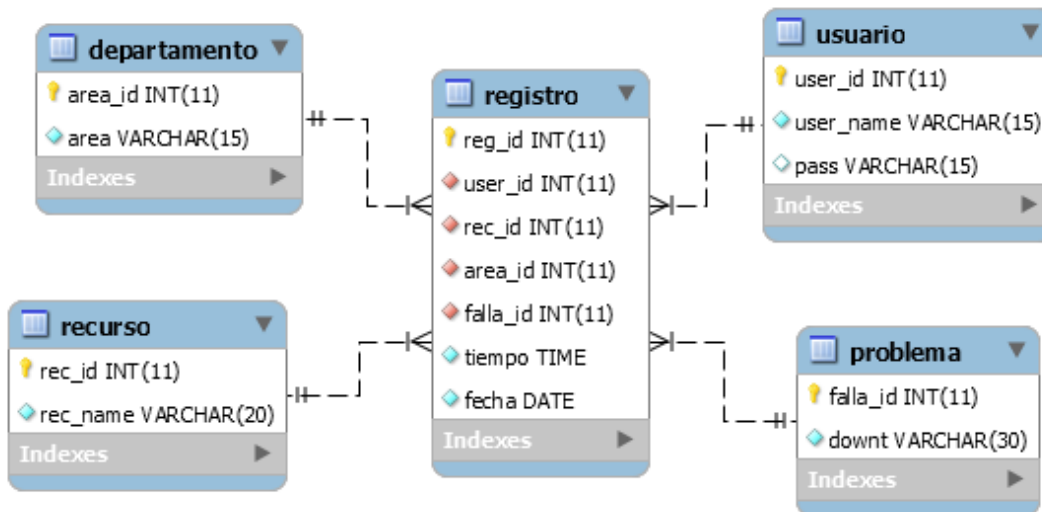 departamento
area_id INT(11)
area VARCHAR(15)
Indexes
recurso
rec_id INT(11)
rec_name VARCHAR(20)
Indexes
registro
reg_id INT(11)
user_id INT(11)
rec_id INT(11)
area_id INT(11)
falla_id INT(11)
tiempo TIME
fecha DATE
Indexes
usuario
user_id INT(11)
user_name VARCHAR(15)
pass VARCHAR(15)
Indexes
problema
falla_id INT(11)
downt VARCHAR(30)
Indexes